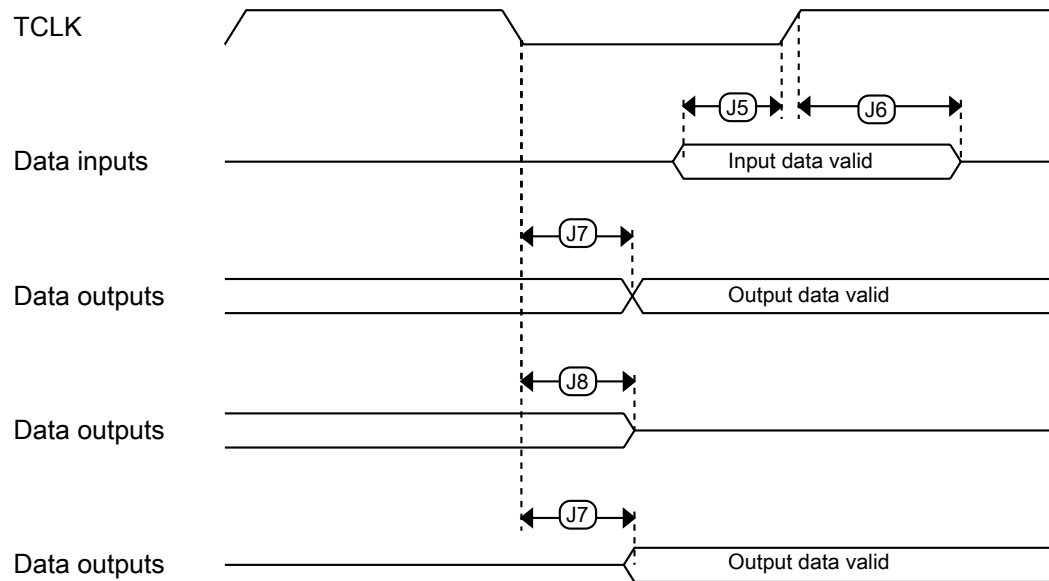 TCLK
J5
J6
Data inputs
Input data valid
J7
Data outputs
Output data valid
J8
Data outputs
J7
Data outputs
Output data valid